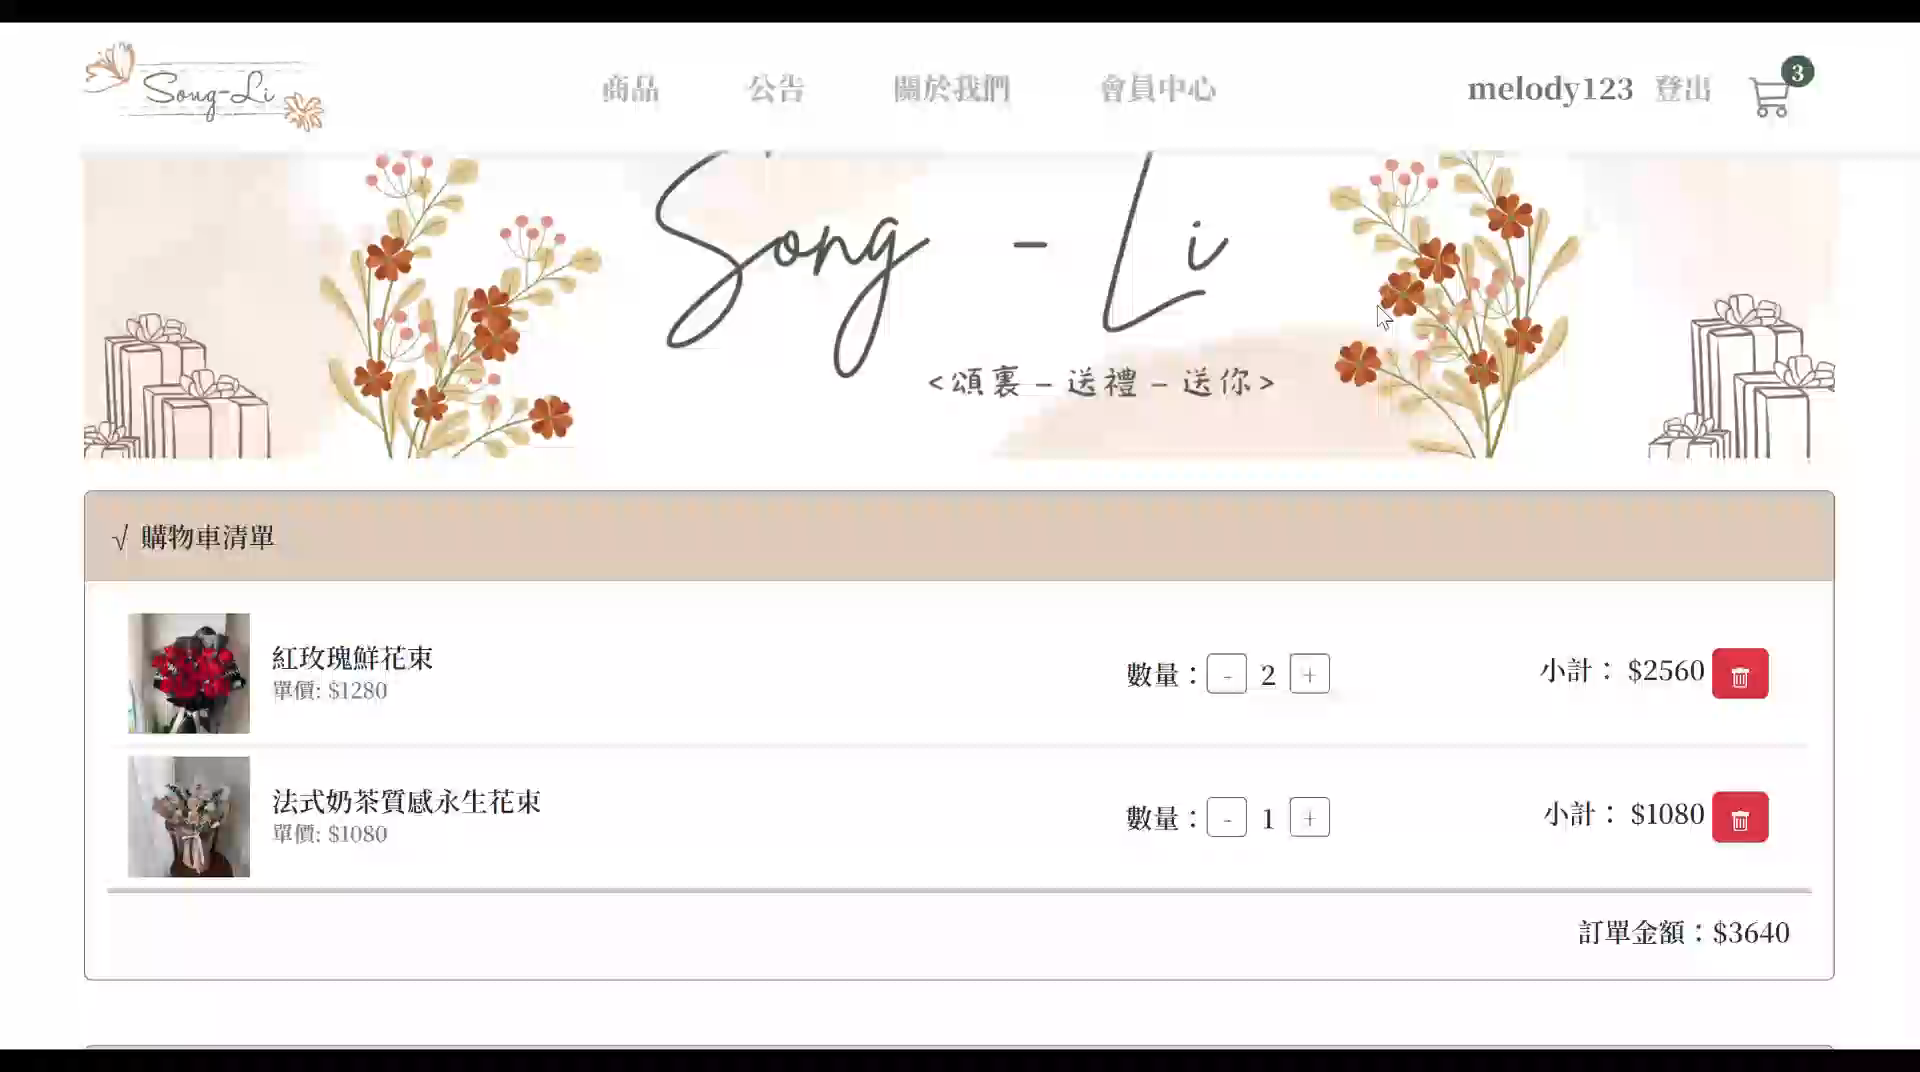 Song-Li
商品
公告
關於我們
會員中心
melody123 登出
3
Song - Li
<頌裏 – 送禮 – 送你>
√ 購物車清單
紅玫瑰鮮花束
單價: $1280
數量：- 2 +
小計： $2560
法式奶茶質感永生花束
單價: $1080
數量：- 1 +
小計： $1080
訂單金額：$3640